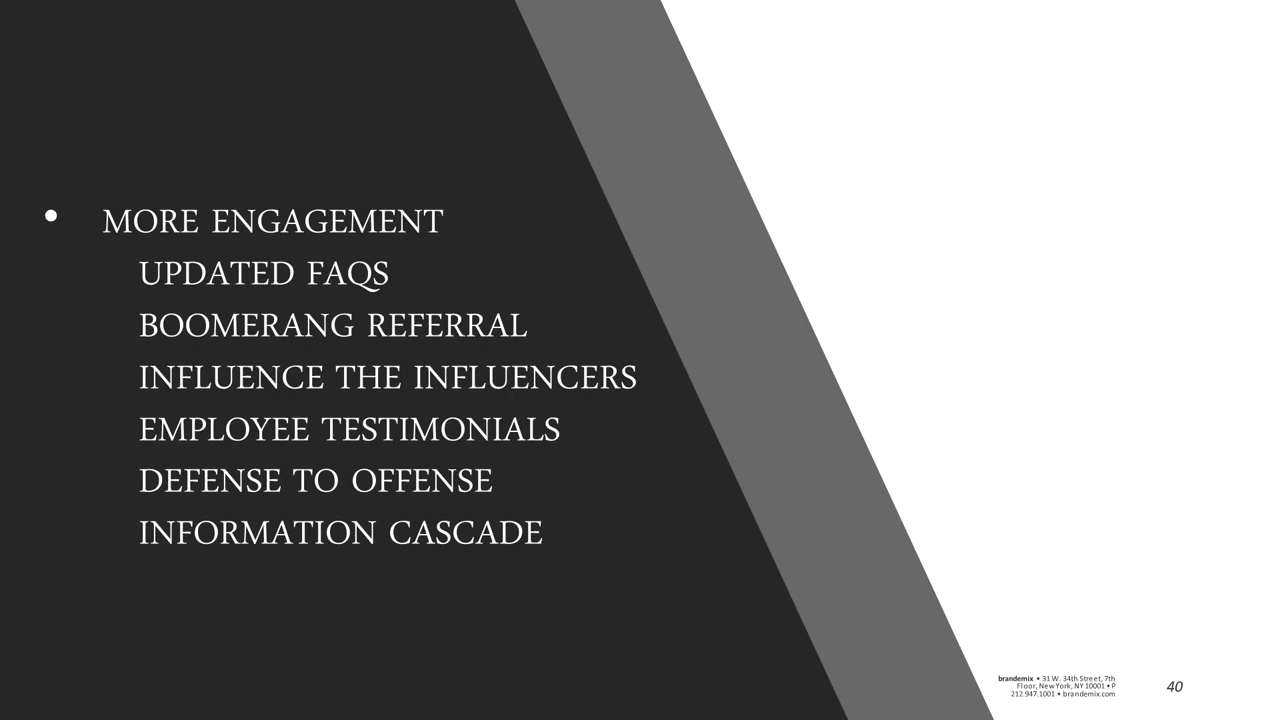 • MORE ENGAGEMENT
UPDATED FAQS
BOOMERANG REFERRAL
INFLUENCE THE INFLUENCERS
EMPLOYEE TESTIMONIALS
DEFENSE TO OFFENSE
INFORMATION CASCADE
brandemix • 31 W. 34th Street, 7th
Floor, New York, NY 10001 • P
212.947.1001 • brandemix.com
40